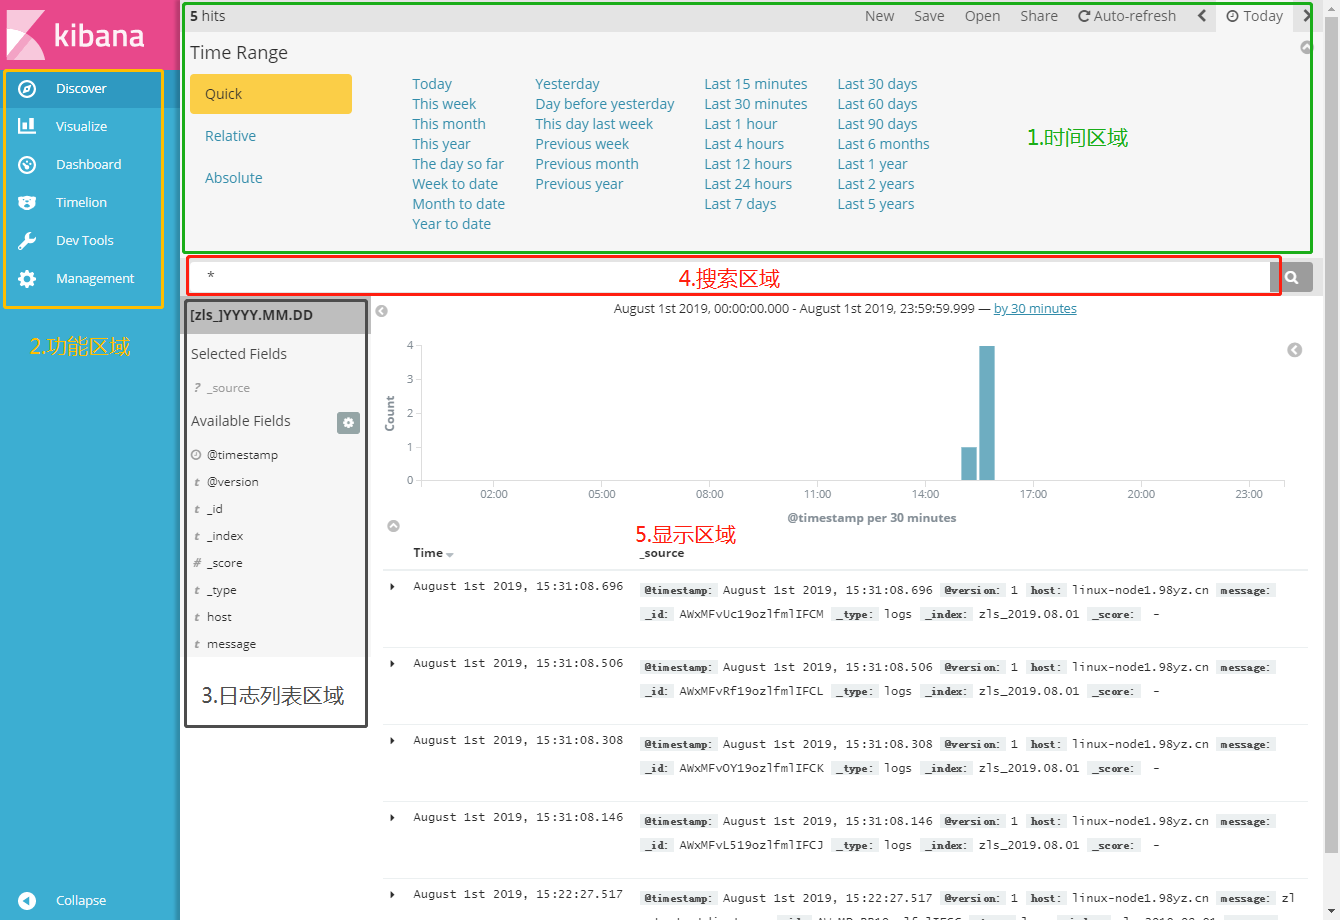 kibana
Discover
Visualize
Dashboard
Timelion
Dev Tools
Management
2.功能区域
Collapse
5 hits
New Save Open Share Auto-refresh Today
Time Range
Quick
Relative
Absolute
Today
This week
This month
This year
The day so far
Week to date
Month to date
Year to date
Yesterday
Day before yesterday
This day last week
Previous week
Previous month
Previous year
Last 15 minutes
Last 30 minutes
Last 1 hour
Last 4 hours
Last 12 hours
Last 24 hours
Last 7 days
Last 30 days
Last 60 days
Last 90 days
Last 6 months
Last 1 year
Last 2 years
Last 5 years
1.时间区域
* 4.搜索区域
[zls_]YYYY.MM.DD
Selected Fields
? _source
Available Fields
@timestamp
t @version
t _id
t _index
# _score
t _type
t host
t message
3.日志列表区域
August 1st 2019, 00:00:00.000 - August 1st 2019, 23:59:59.999 — by 30 minutes
Count
4
3
2
1
0
02:00 05:00 08:00 11:00 14:00 17:00 20:00 23:00
@timestamp per 30 minutes
5.显示区域
Time _source
August 1st 2019, 15:31:08.696 @timestamp: August 1st 2019, 15:31:08.696 @version: 1 host: linux-node1.98yz.cn message:
_id: AWxMFvUc19ozlfmlIFCM _type: logs _index: zls_2019.08.01 _score: -
August 1st 2019, 15:31:08.506 @timestamp: August 1st 2019, 15:31:08.506 @version: 1 host: linux-node1.98yz.cn message:
_id: AWxMFvRf19ozlfmlIFCL _type: logs _index: zls_2019.08.01 _score: -
August 1st 2019, 15:31:08.308 @timestamp: August 1st 2019, 15:31:08.308 @version: 1 host: linux-node1.98yz.cn message:
_id: AWxMFvOY19ozlfmlIFCK _type: logs _index: zls_2019.08.01 _score: -
August 1st 2019, 15:31:08.146 @timestamp: August 1st 2019, 15:31:08.146 @version: 1 host: linux-node1.98yz.cn message:
_id: AWxMFvL519ozlfmlIFCJ _type: logs _index: zls_2019.08.01 _score: -
August 1st 2019, 15:22:27.517 @timestamp: August 1st 2019, 15:22:27.517 @version: 1 host: linux-node1.98yz.cn message: zl